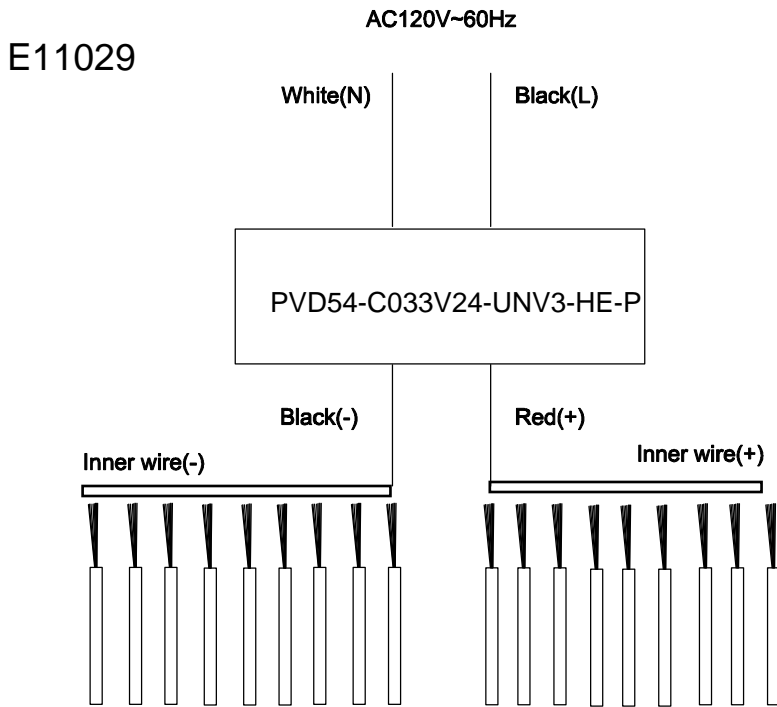 AC120V~60Hz
E11029
White(N)
Black(L)
PVD54-C033V24-UNV3-HE-P
Black(-)
Red(+)
Inner wire(-)
Inner wire(+)